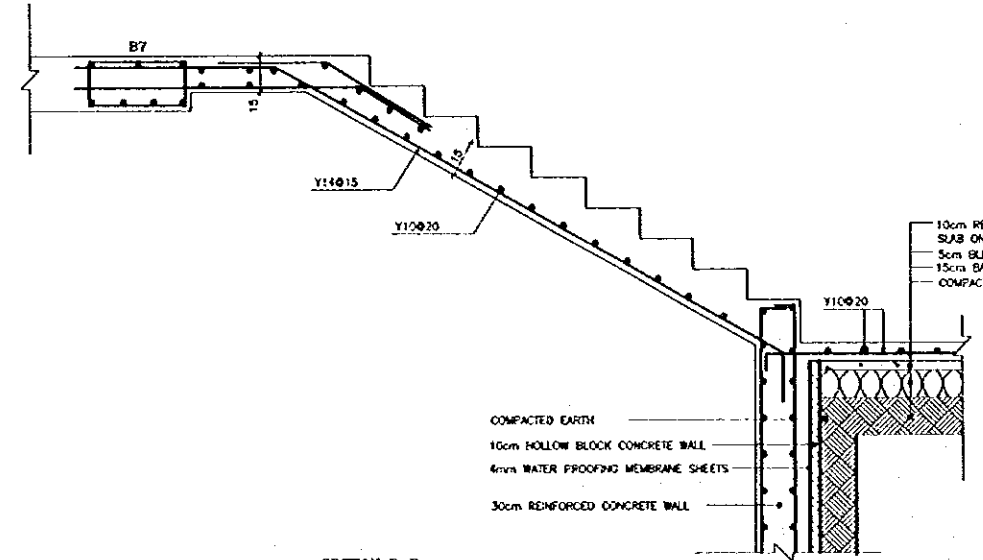 B7
15
15
Y14@15
Y10@20
10cm RE
SLAB ON
5cm BL
15cm BA
COMPAC
Y10@20
COMPACTED EARTH
10cm HOLLOW BLOCK CONCRETE WALL
4mm WATER PROOFING MEMBRANE SHEETS
30cm REINFORCED CONCRETE WALL